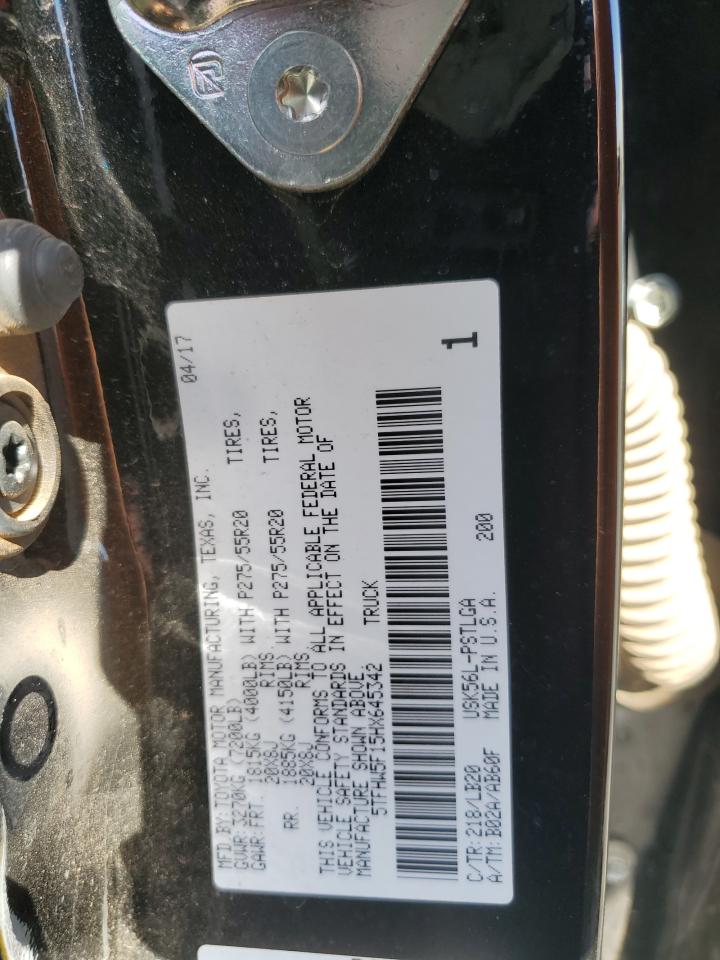 MFD BY: TOYOTA MOTOR MANUFACTURING, TEXAS, INC. 04/17
GVWR: 3270KG (7200LB)
GAWR: FRT. 1815KG (4000LB) WITH P275/55R20 TIRES,
20X8J RIMS
RR. 1885KG (4150LB) WITH P275/55R20 TIRES,
20X8J RIMS
THIS VEHICLE CONFORMS TO ALL APPLICABLE FEDERAL MOTOR
VEHICLE SAFETY STANDARDS IN EFFECT ON THE DATE OF
MANUFACTURE SHOWN ABOVE
5TFHW5F15HX645342 TRUCK
C/TR: 218/LB20 USK56L-PSTLGA 200
A/TM: B02A/AB60F MADE IN U.S.A.
1